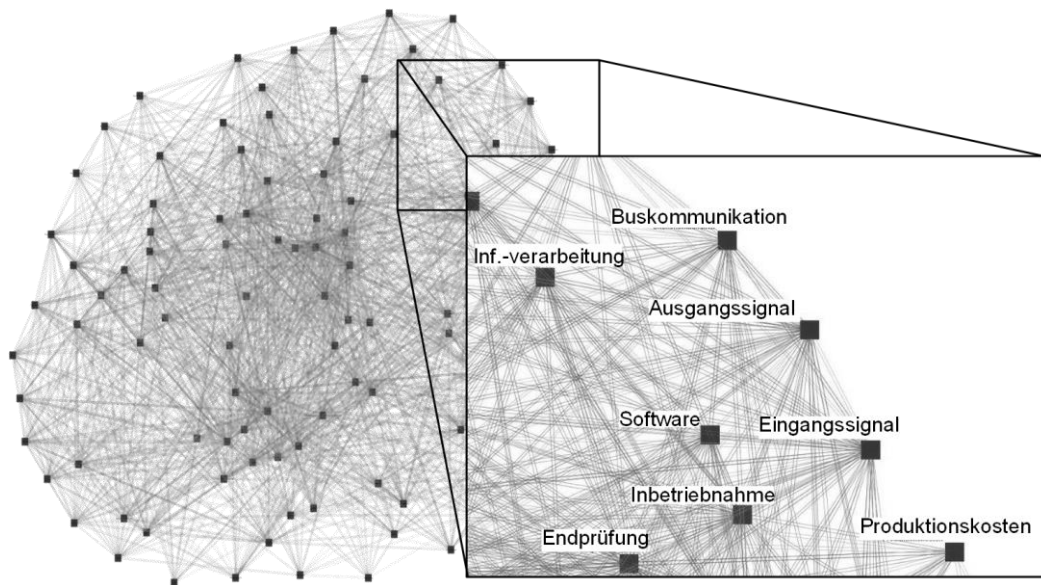 Buskommunikation
Inf.-verarbeitung
Ausgangssignal
Software
Eingangssignal
Inbetriebnahme
Produktionskosten
Endprüfung